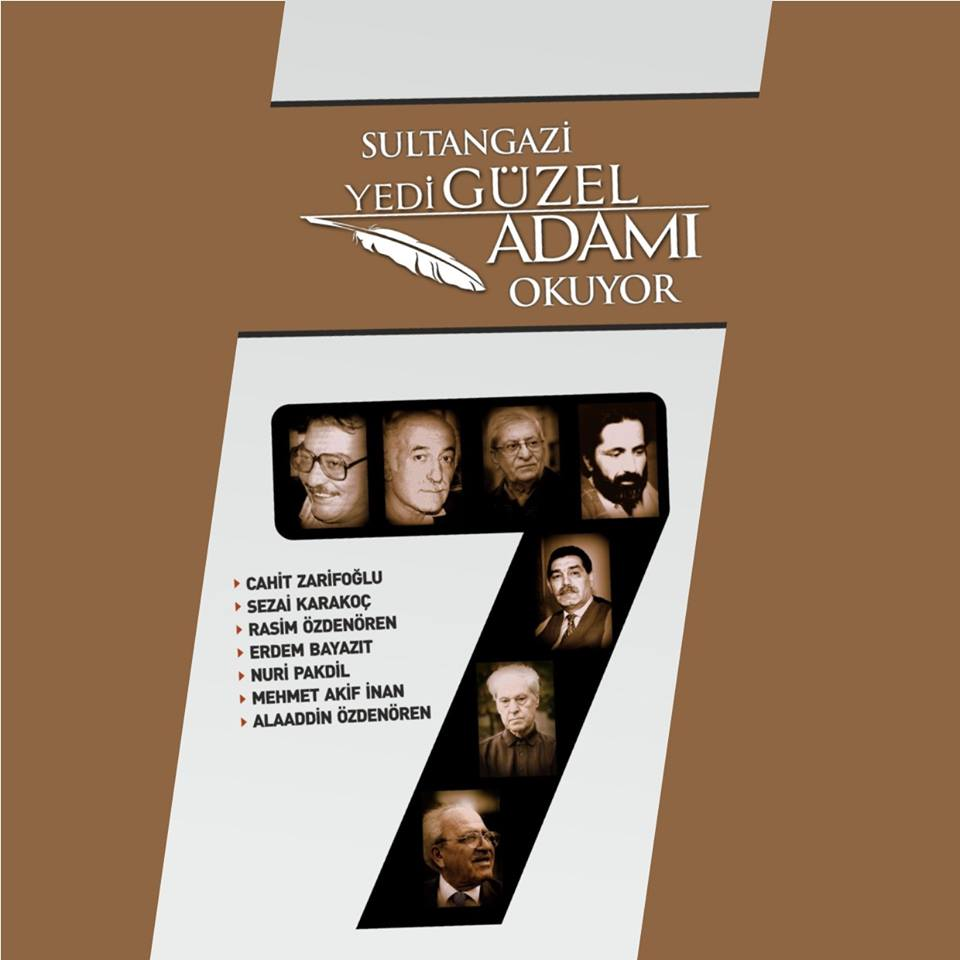 SULTANGAZİ
YEDİ GÜZEL
ADAMI
OKUYOR
CAHİT ZARİFOĞLU
SEZAİ KARAKOÇ
RASİM ÖZDENÖREN
ERDEM BAYAZIT
NURİ PAKDİL
MEHMET AKİF İNAN
ALAADDİN ÖZDENÖREN
7